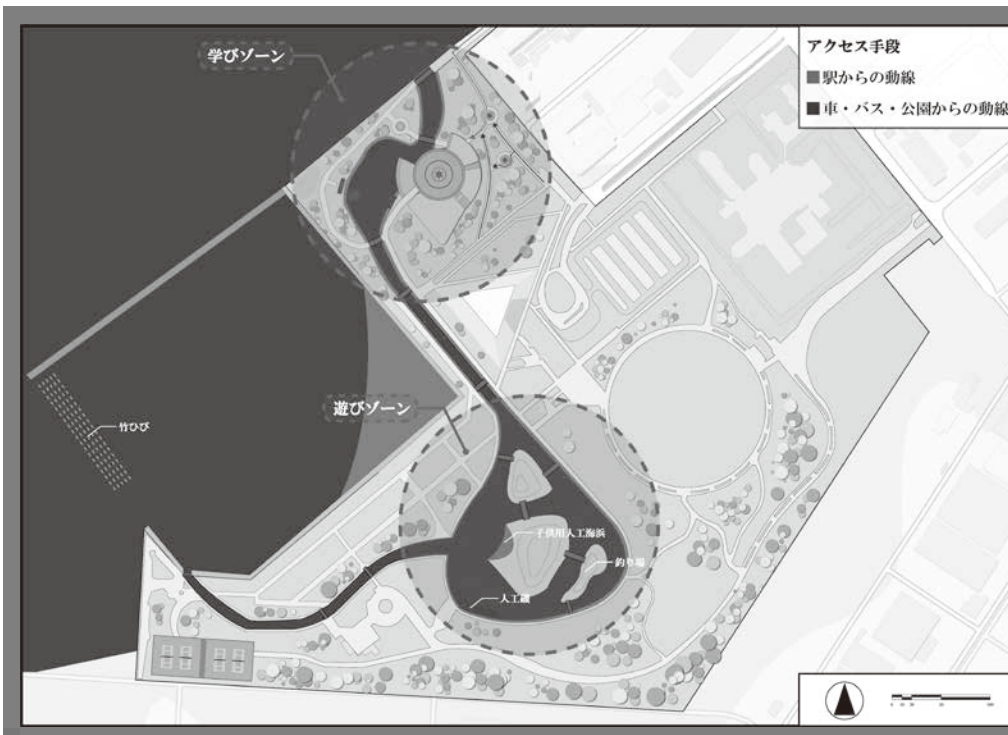 学びゾーン
アクセス手段
駅からの動線
車・バス・公園からの動線
遊びゾーン
竹ひび
子供用人工海浜
釣り場
人工磯